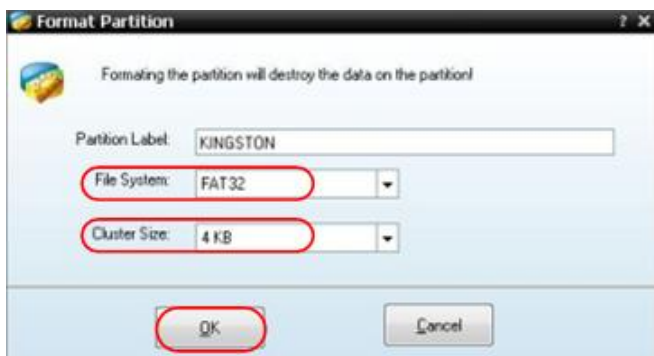 Format Partition
? X
Formating the partition will destroy the data on the partition!
Partition Label: KINGSTON
File System: FAT32
Cluster Size: 4 KB
OK Cancel